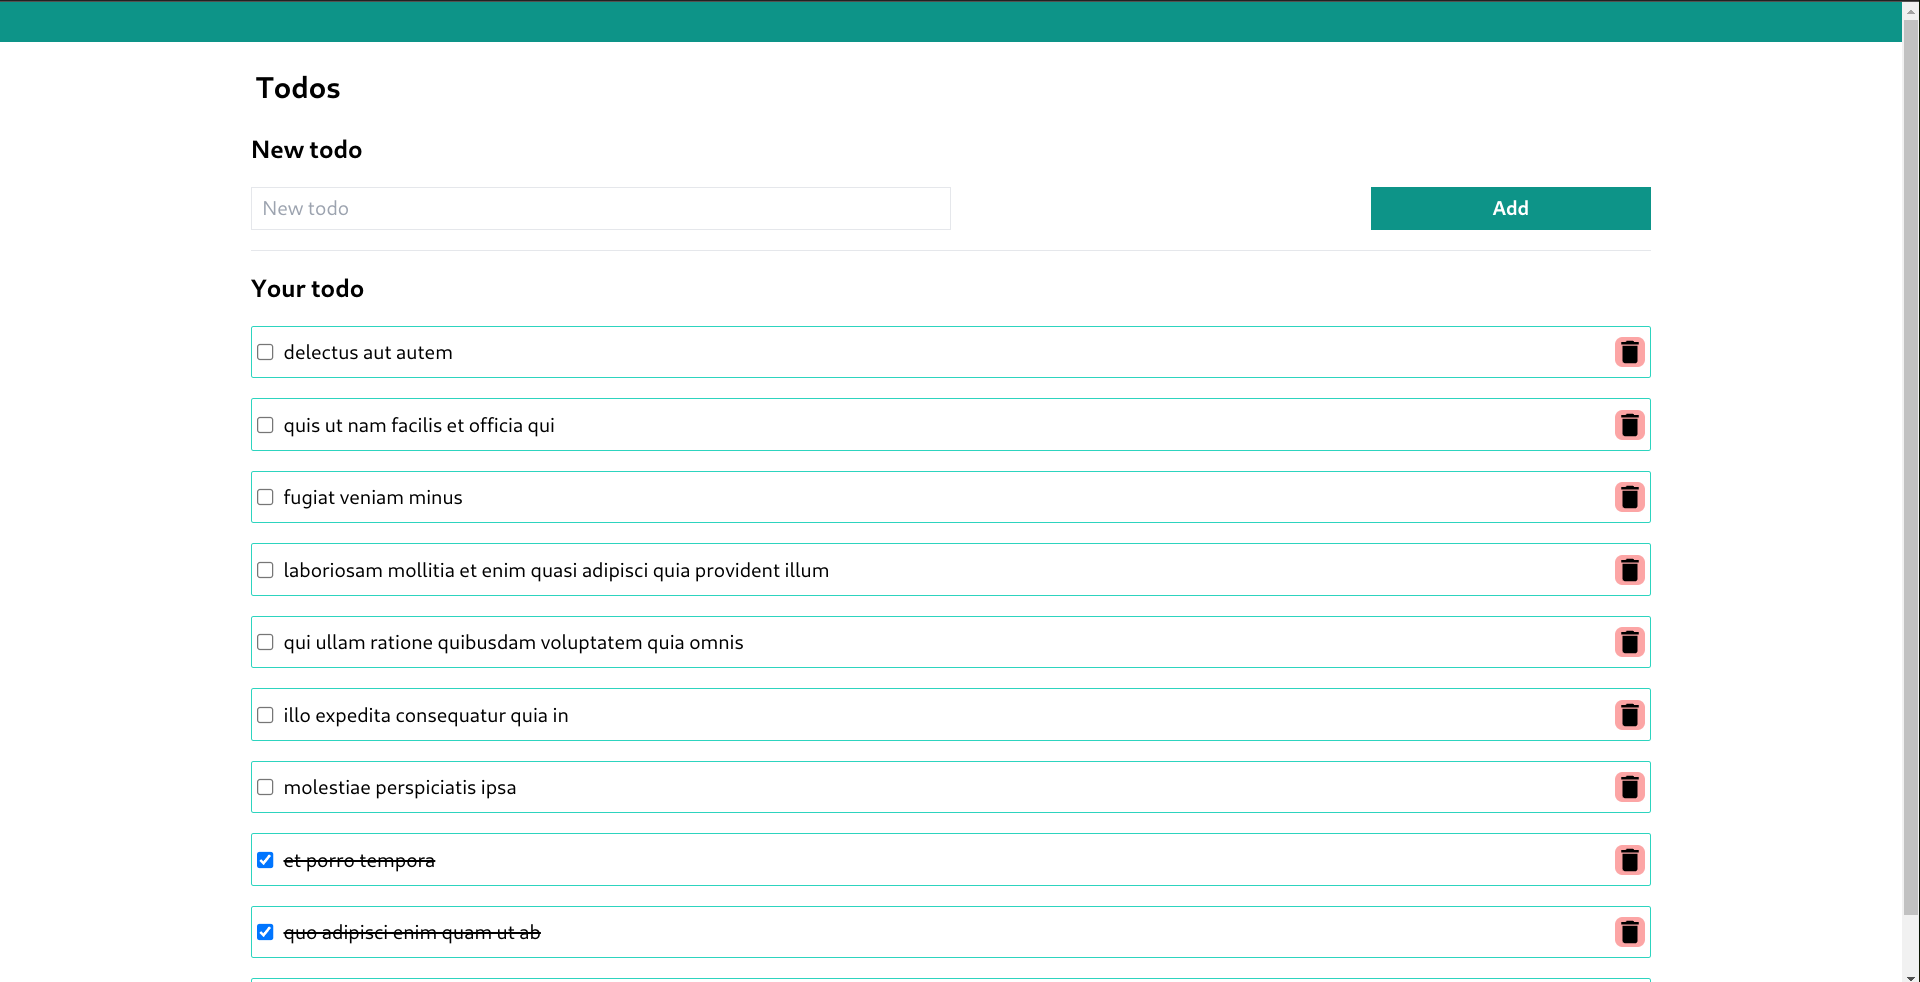 Todos
New todo
New todo
Add
Your todo
delectus aut autem
quis ut nam facilis et officia qui
fugiat veniam minus
laboriosam mollitia et enim quasi adipisci quia provident illum
qui ullam ratione quibusdam voluptatem quia omnis
illo expedita consequatur quia in
molestiae perspiciatis ipsa
et porro tempora
quo adipisci enim quam ut ab